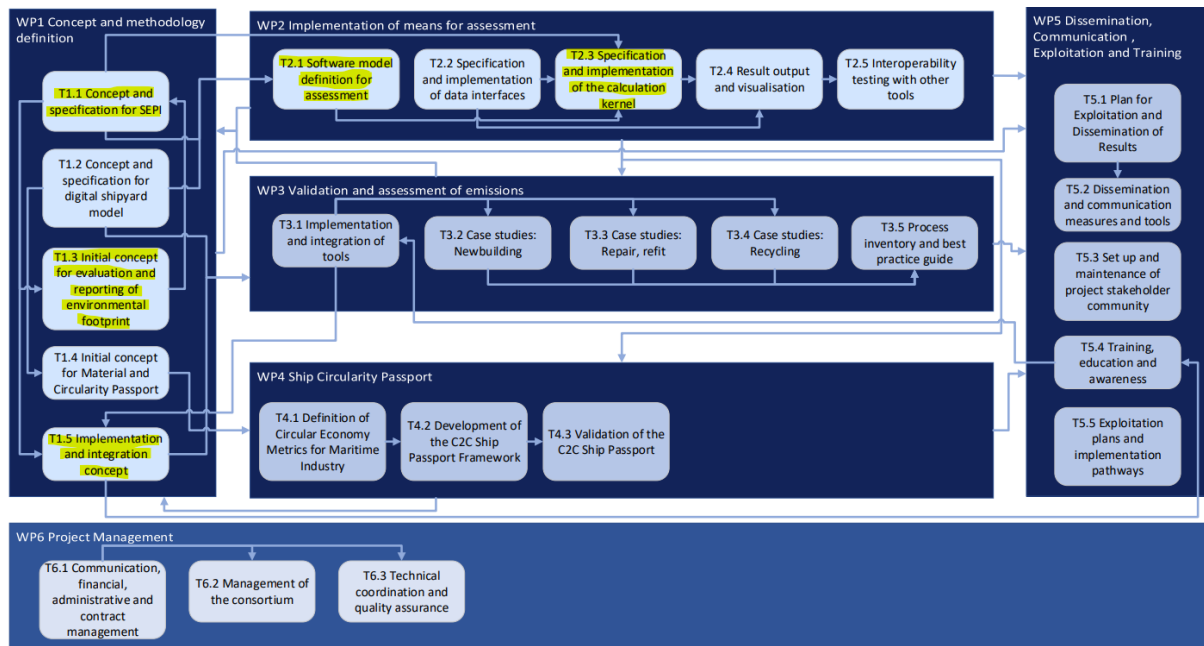 WP1 Concept and methodology
definition
T1.1 Concept and
specification for SEPI
T1.2 Concept and
specification for
digital shipyard
model
T1.3 Initial concept
for evaluation and
reporting of
environmental
footprint
T1.4 Initial concept
for Material and
Circularity Passport
T1.5 Implementation
and integration
concept
WP2 Implementation of means for assessment
T2.1 Software model
definition for
assessment
T2.2 Specification
and implementation
of data interfaces
T2.3 Specification
and implementation
of the calculation
kernel
T2.4 Result output
and visualisation
T2.5 Interoperability
testing with other
tools
WP3 Validation and assessment of emissions
T3.1 Implementation
and integration of
tools
T3.2 Case studies:
Newbuilding
T3.3 Case studies:
Repair, refit
T3.4 Case studies:
Recycling
T3.5 Process
inventory and best
practice guide
WP4 Ship Circularity Passport
T4.1 Definition of
Circular Economy
Metrics for Maritime
Industry
T4.2 Development of
the C2C Ship
Passport Framework
T4.3 Validation of the
C2C Ship Passport
WP5 Dissemination,
Communication ,
Exploitation and Training
T5.1 Plan for
Exploitation and
Dissemination of
Results
T5.2 Dissemination
and communication
measures and tools
T5.3 Set up and
maintenance of
project stakeholder
community
T5.4 Training,
education and
awareness
T5.5 Exploitation
plans and
implementation
pathways
WP6 Project Management
T6.1 Communication,
financial,
administrative and
contract
management
T6.2 Management of
the consortium
T6.3 Technical
coordination and
quality assurance